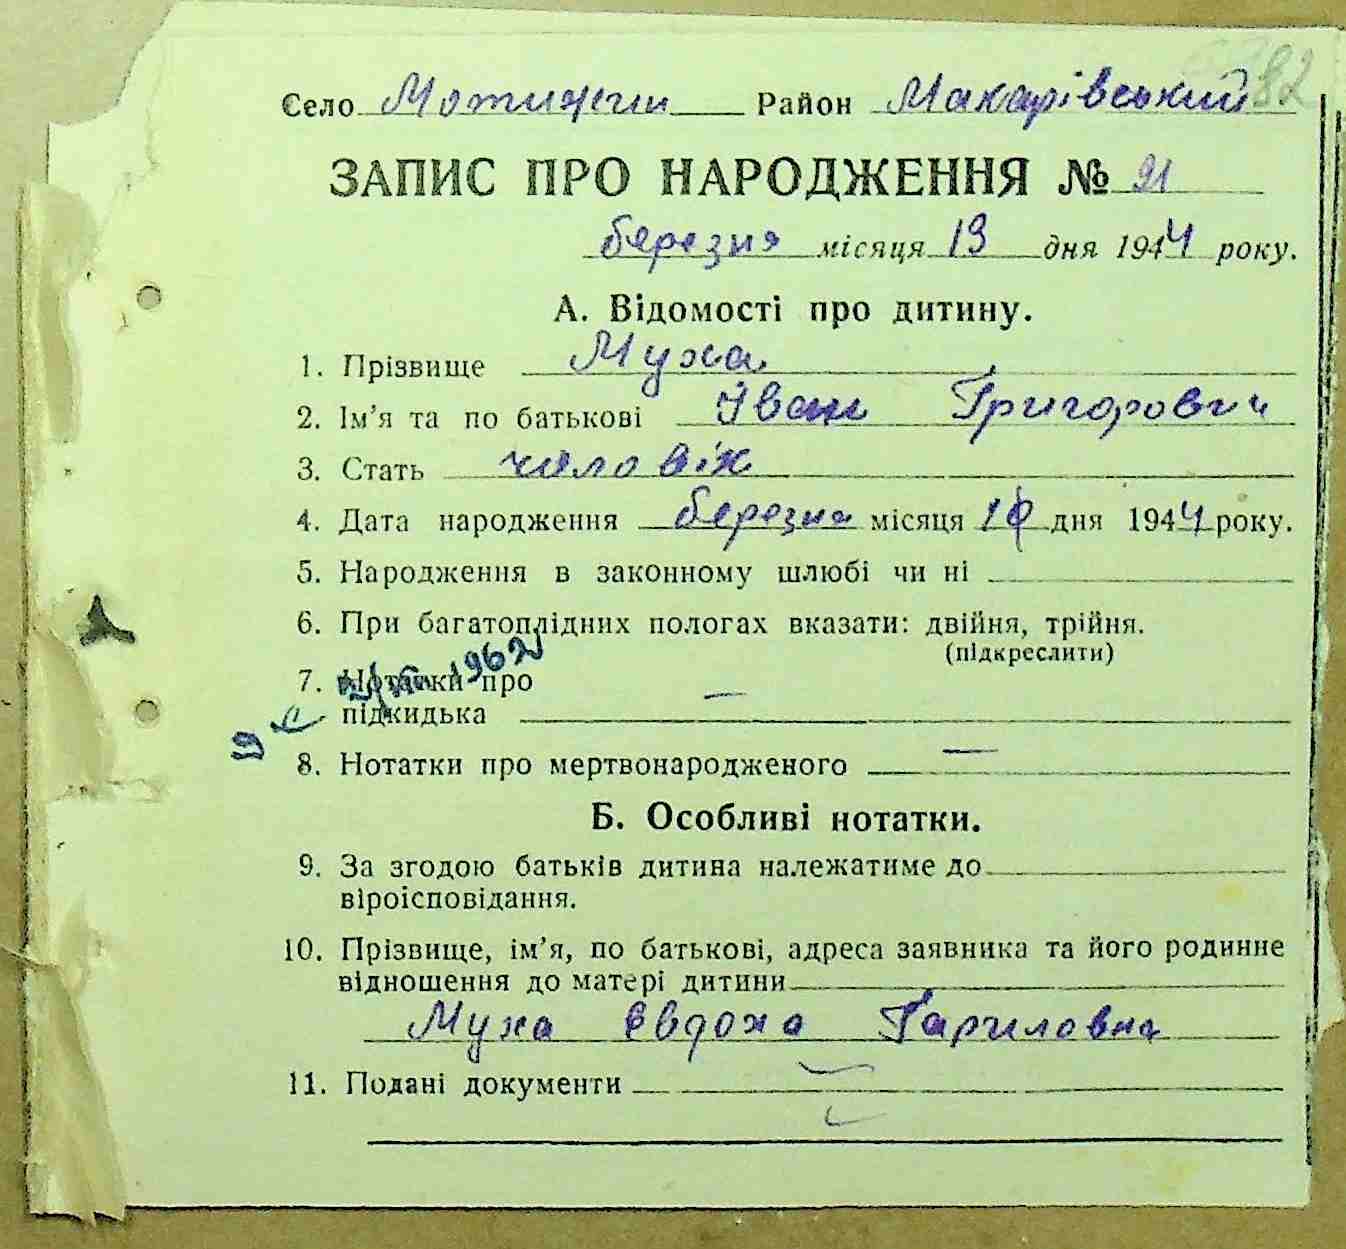 82
Село Мотижин Район Макарівський
ЗАПИС ПРО НАРОДЖЕННЯ № 21
березня місяця 13 дня 1944 року.
А. Відомості про дитину.
1. Прізвище Муха
2. Ім'я та по батькові Іван Григорович
3. Стать чоловік
4. Дата народження березня місяця 10 дня 1944 року.
5. Народження в законному шлюбі чи ні
6. При багатоплідних пологах вказати: двійня, трійня.
(підкреслити)
1962
7. Нотатки про
підкидька —
8. Нотатки про мертвонародженого —
Б. Особливі нотатки.
9. За згодою батьків дитина належатиме до
віроісповідання.
10. Прізвище, ім'я, по батькові, адреса заявника та його родинне
відношення до матері дитини
Муха Євдоха Гариловна
11. Подані документи